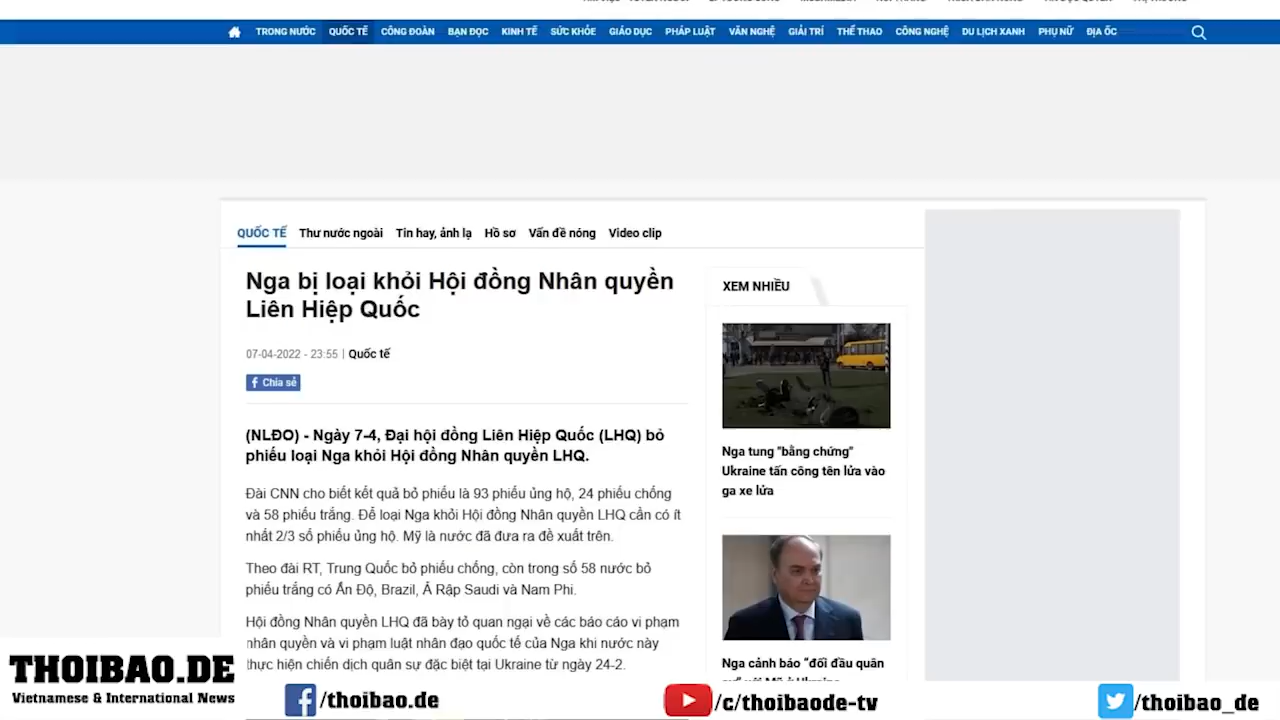 TRONG NƯỚC QUỐC TẾ CÔNG ĐOÀN BẠN ĐỌC KINH TẾ SỨC KHỎE GIÁO DỤC PHÁP LUẬT VĂN NGHỆ GIẢI TRÍ THỂ THAO CÔNG NGHỆ DU LỊCH XANH PHỤ NỮ ĐỊA ỐC
QUỐC TẾ Thư nước ngoài Tin hay, ảnh lạ Hồ sơ Vấn đề nóng Video clip
Nga bị loại khỏi Hội đồng Nhân quyền
Liên Hiệp Quốc
07-04-2022 - 23:55 | Quốc tế
f Chia sẻ
(NLĐO) - Ngày 7-4, Đại hội đồng Liên Hiệp Quốc (LHQ) bỏ
phiếu loại Nga khỏi Hội đồng Nhân quyền LHQ.
Đài CNN cho biết kết quả bỏ phiếu là 93 phiếu ủng hộ, 24 phiếu chống
và 58 phiếu trắng. Để loại Nga khỏi Hội đồng Nhân quyền LHQ cần có ít
nhất 2/3 số phiếu ủng hộ. Mỹ là nước đã đưa ra đề xuất trên.
Theo đài RT, Trung Quốc bỏ phiếu chống, còn trong số 58 nước bỏ
phiếu trắng có Ấn Độ, Brazil, Ả Rập Saudi và Nam Phi.
Hội đồng Nhân quyền LHQ đã bày tỏ quan ngại về các báo cáo vi phạm
nhân quyền và vi phạm luật nhân đạo quốc tế của Nga khi nước này
thực hiện chiến dịch quân sự đặc biệt tại Ukraine từ ngày 24-2.
XEM NHIỀU
Nga tung "bằng chứng"
Ukraine tấn công tên lửa vào
ga xe lửa
Nga cảnh báo “đối đầu quân
THOIBAO.DE
Vietnamese & International News
f /thoibao.de
/c/thoibaode-tv
/thoibao_de